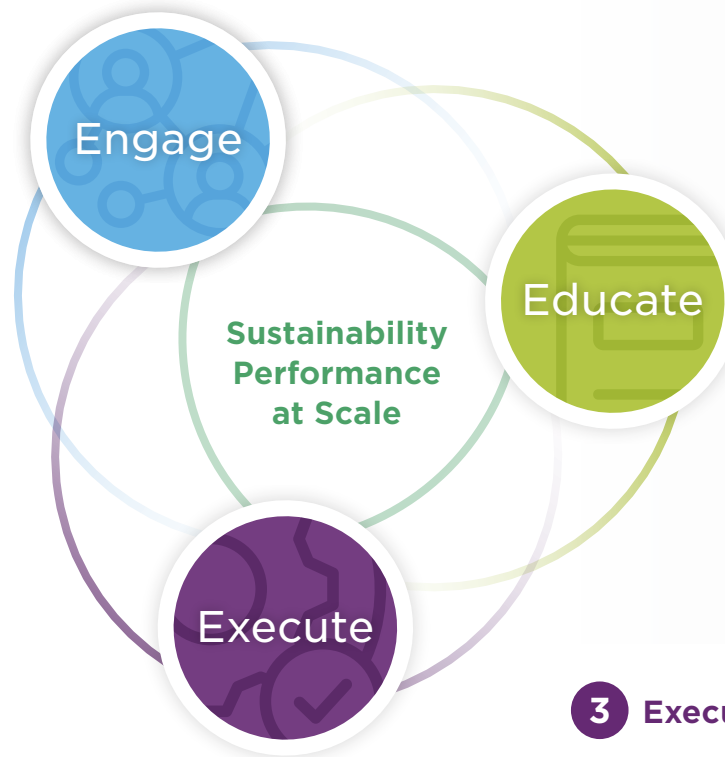 Engage
Educate
Sustainability
Performance
at Scale
Execute
3